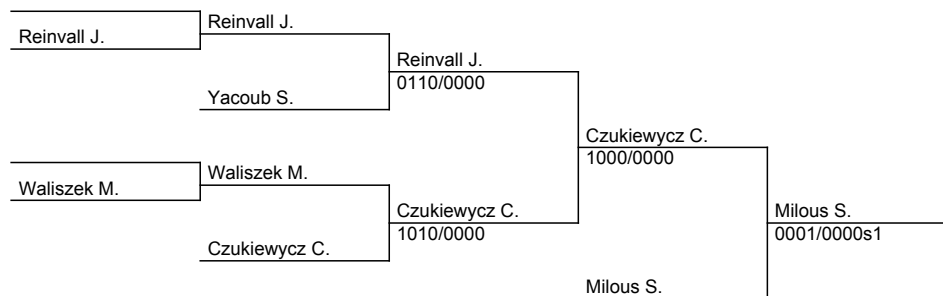 Reinvall J.
Reinvall J.
Reinvall J.
0110/0000
Yacoub S.
Czukiewycz C.
1000/0000
Waliszek M.
Waliszek M.
Czukiewycz C.
1010/0000
Milous S.
0001/0000s1
Czukiewycz C.
Milous S.